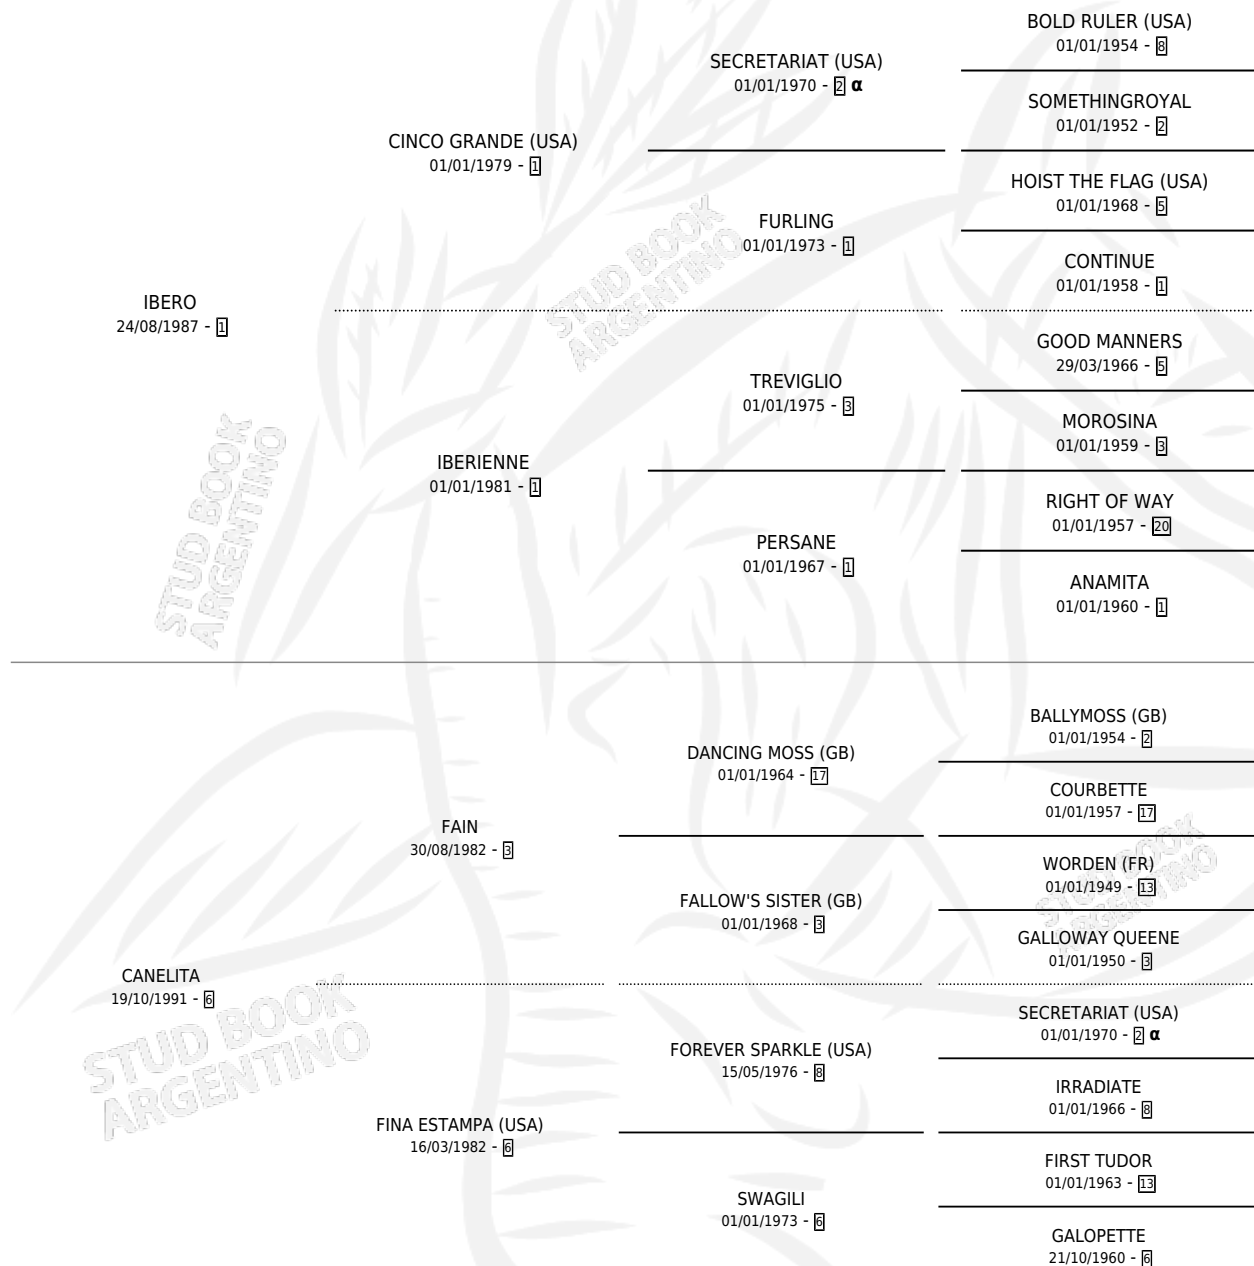 BOLD RULER (USA)
01/01/1954 - 8
SECRETARIAT (USA)
01/01/1970 - 2 α
SOMETHINGROYAL
01/01/1952 - 2
CINCO GRANDE (USA)
01/01/1979 - 1
HOIST THE FLAG (USA)
01/01/1968 - 5
FURLING
01/01/1973 - 1
CONTINUE
01/01/1958 - 1
IBERO
24/08/1987 - 1
GOOD MANNERS
29/03/1966 - 5
TREVIGLIO
01/01/1975 - 3
MOROSINA
01/01/1959 - 3
IBERIENNE
01/01/1981 - 1
RIGHT OF WAY
01/01/1957 - 20
PERSANE
01/01/1967 - 1
ANAMITA
01/01/1960 - 1
BALLYMOSS (GB)
01/01/1954 - 2
DANCING MOSS (GB)
01/01/1964 - 17
COURBETTE
01/01/1957 - 17
FAIN
30/08/1982 - 3
WORDEN (FR)
01/01/1949 - 13
FALLOW'S SISTER (GB)
01/01/1968 - 3
GALLOWAY QUEENE
01/01/1950 - 3
CANELITA
19/10/1991 - 6
SECRETARIAT (USA)
01/01/1970 - 2 α
FOREVER SPARKLE (USA)
15/05/1976 - 8
IRRADIATE
01/01/1966 - 8
FINA ESTAMPA (USA)
16/03/1982 - 6
FIRST TUDOR
01/01/1963 - 13
SWAGILI
01/01/1973 - 6
GALOPETTE
21/10/1960 - 6
STUD BOOK
ARGENTINO
STUD BOOK
ARGENTINO
STUD BOOK
ARGENTINO
STUD BOOK
ARGENTINO